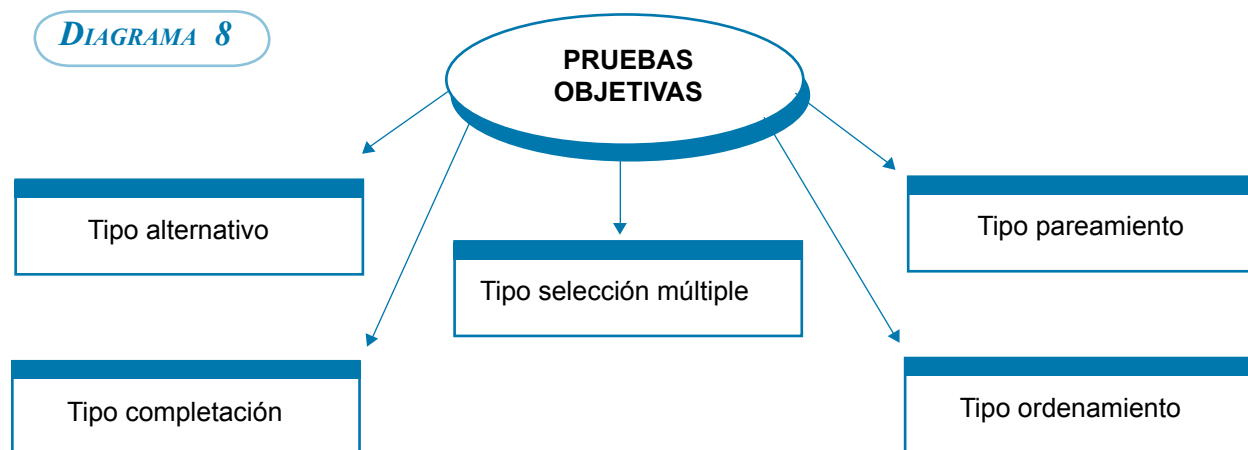 DIAGRAMA 8
PRUEBAS
OBJETIVAS
Tipo alternativo
Tipo pareamiento
Tipo selección múltiple
Tipo completación
Tipo ordenamiento